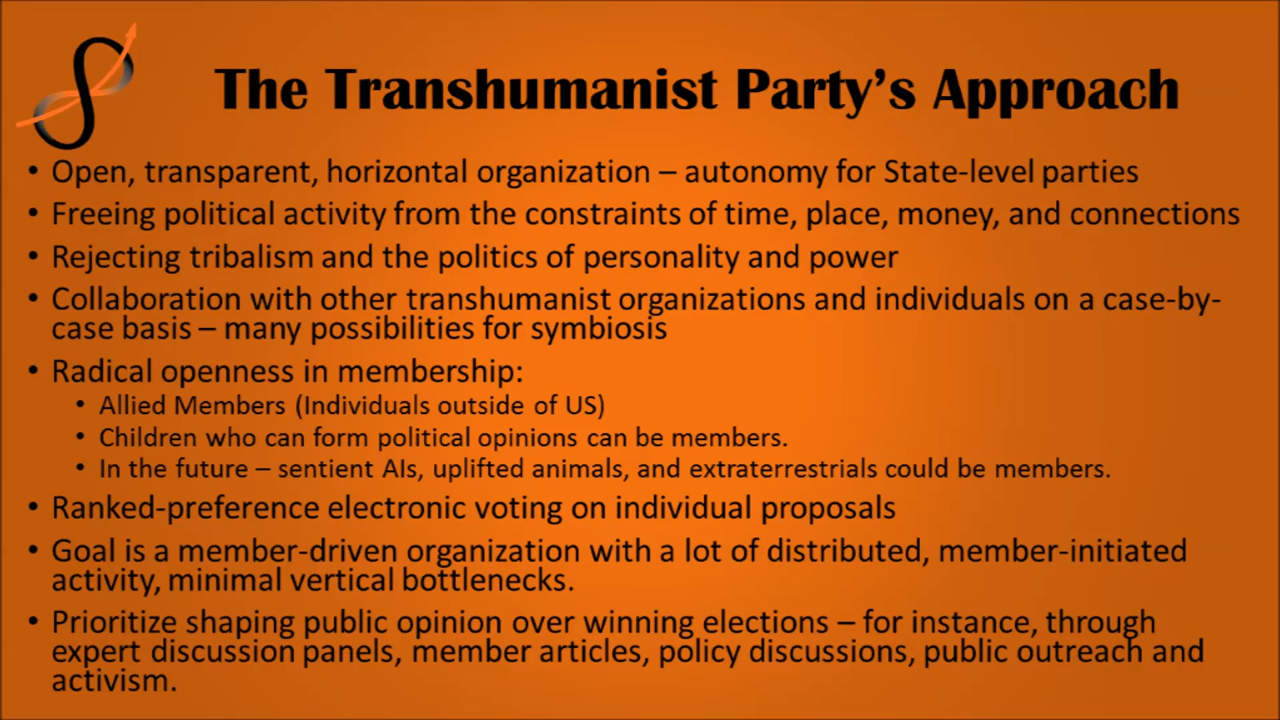 The Transhumanist Party's Approach
• Open, transparent, horizontal organization – autonomy for State-level parties
• Freeing political activity from the constraints of time, place, money, and connections
• Rejecting tribalism and the politics of personality and power
• Collaboration with other transhumanist organizations and individuals on a case-by-
case basis – many possibilities for symbiosis
• Radical openness in membership:
• Allied Members (Individuals outside of US)
• Children who can form political opinions can be members.
• In the future – sentient AIs, uplifted animals, and extraterrestrials could be members.
• Ranked-preference electronic voting on individual proposals
• Goal is a member-driven organization with a lot of distributed, member-initiated
activity, minimal vertical bottlenecks.
• Prioritize shaping public opinion over winning elections – for instance, through
expert discussion panels, member articles, policy discussions, public outreach and
activism.